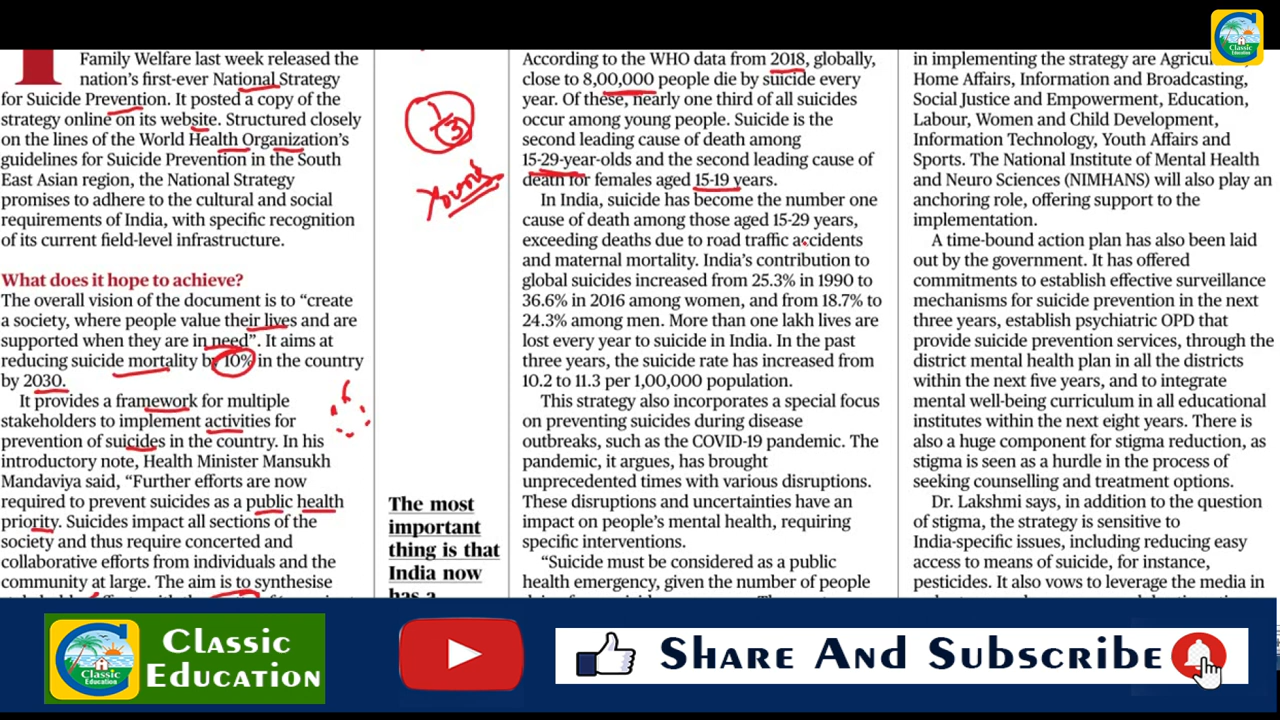 Family Welfare last week released the
nation's first-ever National Strategy
for Suicide Prevention. It posted a copy of the
strategy online on its website. Structured closely
on the lines of the World Health Organization's
guidelines for Suicide Prevention in the South
East Asian region, the National Strategy
promises to adhere to the cultural and social
requirements of India, with specific recognition
of its current field-level infrastructure.
What does it hope to achieve?
The overall vision of the document is to “create
a society, where people value their lives and are
supported when they are in need”. It aims at
reducing suicide mortality by 10% in the country
by 2030.
It provides a framework for multiple
stakeholders to implement activities for
prevention of suicides in the country. In his
introductory note, Health Minister Mansukh
Mandaviya said, “Further efforts are now
required to prevent suicides as a public health
priority. Suicides impact all sections of the
society and thus require concerted and
collaborative efforts from individuals and the
community at large. The aim is to synthesise
1/3
Young
The most
important
thing is that
India now
has a
According to the WHO data from 2018, globally,
close to 8,00,000 people die by suicide every
year. Of these, nearly one third of all suicides
occur among young people. Suicide is the
second leading cause of death among
15-29-year-olds and the second leading cause of
death for females aged 15-19 years.
In India, suicide has become the number one
cause of death among those aged 15-29 years,
exceeding deaths due to road traffic accidents
and maternal mortality. India's contribution to
global suicides increased from 25.3% in 1990 to
36.6% in 2016 among women, and from 18.7% to
24.3% among men. More than one lakh lives are
lost every year to suicide in India. In the past
three years, the suicide rate has increased from
10.2 to 11.3 per 1,00,000 population.
This strategy also incorporates a special focus
on preventing suicides during disease
outbreaks, such as the COVID-19 pandemic. The
pandemic, it argues, has brought
unprecedented times with various disruptions.
These disruptions and uncertainties have an
impact on people's mental health, requiring
specific interventions.
“Suicide must be considered as a public
health emergency, given the number of people
in implementing the strategy are
Home Affairs, Information and Broadcasting,
Social Justice and Empowerment, Education,
Labour, Women and Child Development,
Information Technology, Youth Affairs and
Sports. The National Institute of Mental Health
and Neuro Sciences (NIMHANS) will also play an
anchoring role, offering support to the
implementation.
A time-bound action plan has also been laid
out by the government. It has offered
commitments to establish effective surveillance
mechanisms for suicide prevention in the next
three years, establish psychiatric OPD that
provide suicide prevention services, through the
district mental health plan in all the districts
within the next five years, and to integrate
mental well-being curriculum in all educational
institutes within the next eight years. There is
also a huge component for stigma reduction, as
stigma is seen as a hurdle in the process of
seeking counselling and treatment options.
Dr. Lakshmi says, in addition to the question
of stigma, the strategy is sensitive to
India-specific issues, including reducing easy
access to means of suicide, for instance,
pesticides. It also vows to leverage the media in
Classic
Education
Classic
Education
Classic
Education
Share And Subscribe